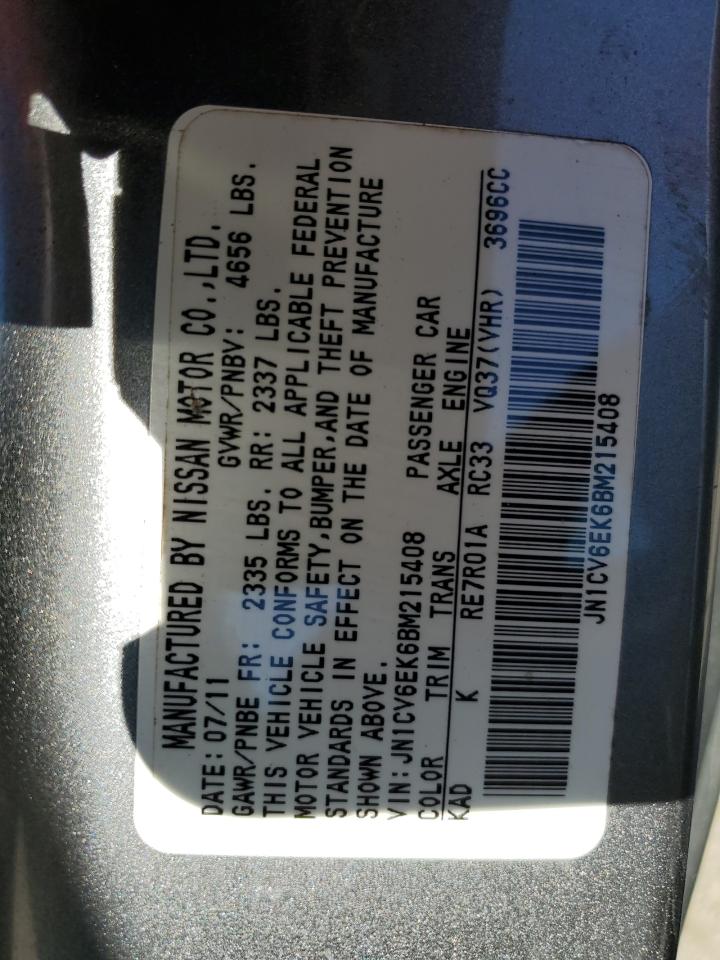 MANUFACTURED BY NISSAN MOTOR CO.,LTD.
DATE: 07/11 GVWR/PNBV: 4656 LBS.
GAWR/PNBE FR: 2335 LBS. RR: 2337 LBS.
THIS VEHICLE CONFORMS TO ALL APPLICABLE FEDERAL
MOTOR VEHICLE SAFETY,BUMPER,AND THEFT PREVENTION
STANDARDS IN EFFECT ON THE DATE OF MANUFACTURE
SHOWN ABOVE.
VIN:JN1CV6EK6BM215408 PASSENGER CAR
COLOR TRIM TRANS AXLE ENGINE
KAD K RE7R01A RC33 VQ37(VHR) 3696CC
JN1CV6EK6BM215408